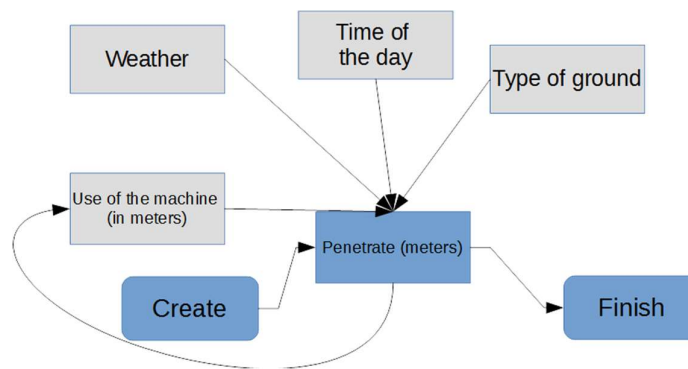 Weather
Time of
the day
Type of ground
Use of the machine
(in meters)
Penetrate (meters)
Create
Finish